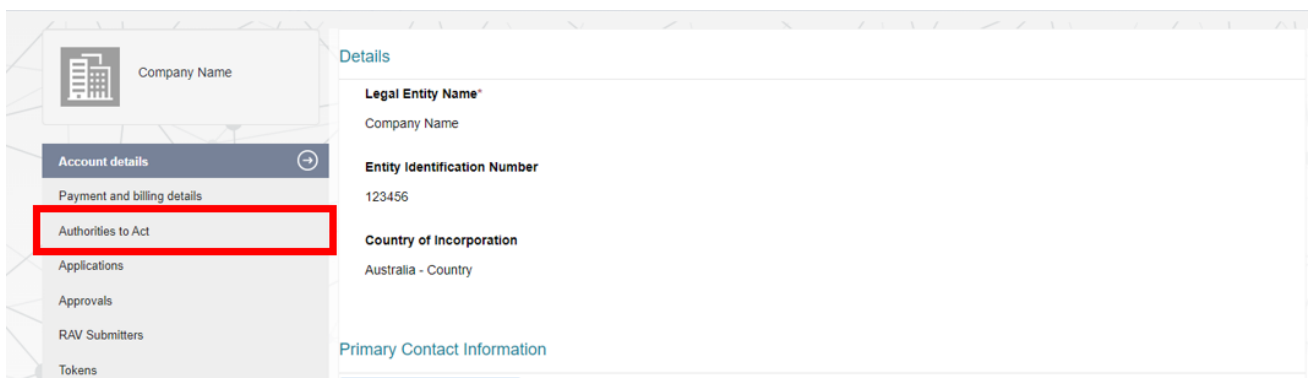 Company Name
Account details
Payment and billing details
Authorities to Act
Applications
Approvals
RAV Submitters
Tokens
Details
Legal Entity Name*
Company Name
Entity Identification Number
123456
Country of Incorporation
Australia - Country
Primary Contact Information